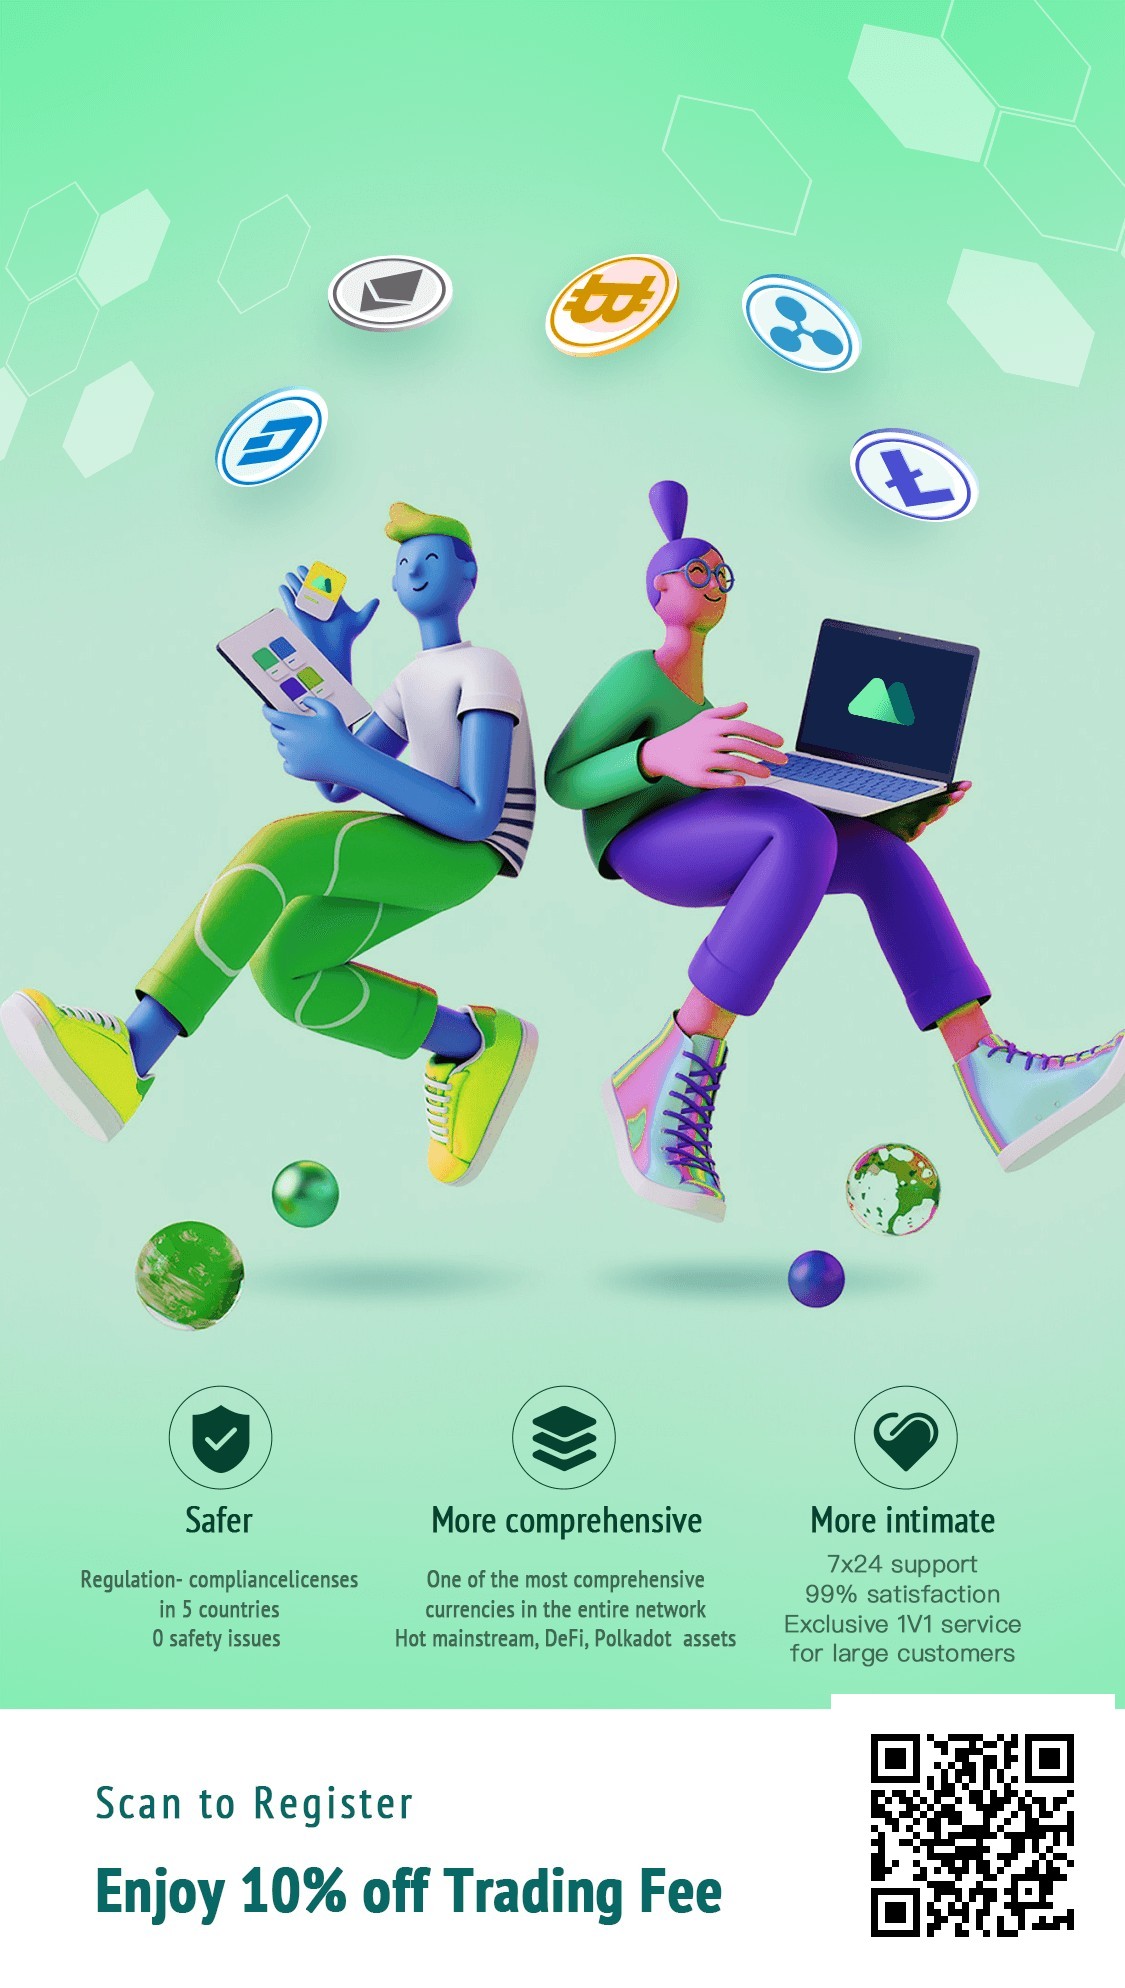 Safer
Regulation- compliancelicenses
in 5 countries
0 safety issues
More comprehensive
One of the most comprehensive
currencies in the entire network
Hot mainstream, DeFi, Polkadot  assets
More intimate
7x24 support
99% satisfaction
Exclusive 1V1 service
for large customers
Scan to Register
Enjoy 10% off Trading Fee